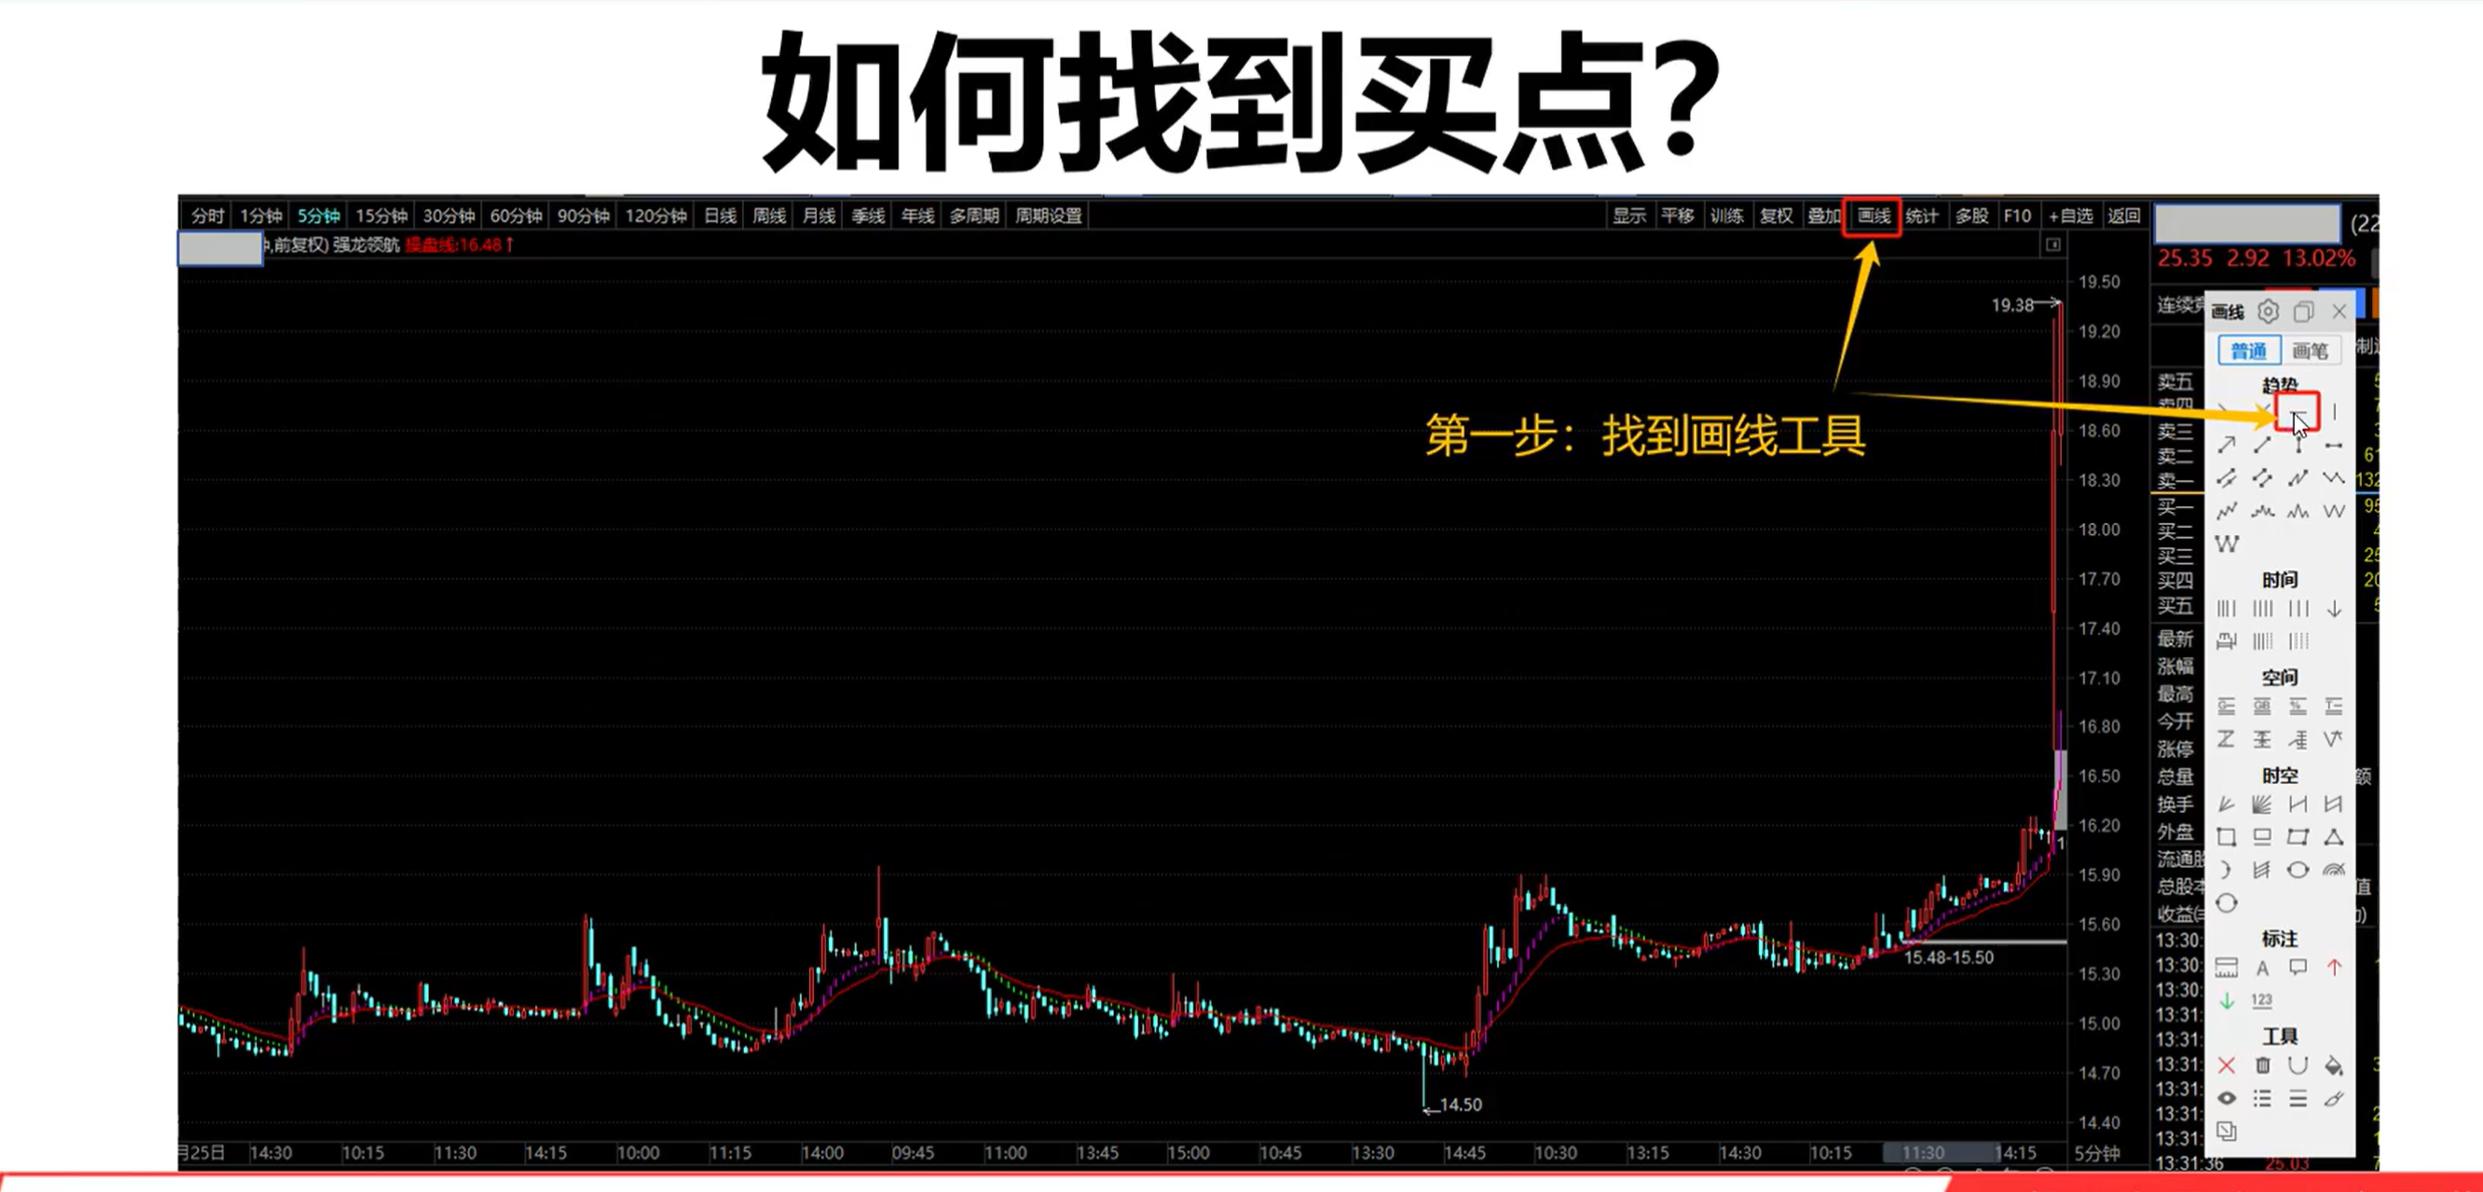 如何找到买点？
分时 1分钟 5分钟 15分钟 30分钟 60分钟 90分钟 120分钟 日线 周线 月线 季线 年线 多周期 周期设置 显示 平移 训练 复权 叠加 画线 统计 多股 F10 +自选 返回
(22
,前复权) 强龙领航 操盘线:16.48↑
25.35 2.92 13.02%
19.50
19.38
19.20
18.90
18.60
18.30
18.00
17.70
17.40
17.10
16.80
16.50
16.20
15.90
15.60
15.30
15.00
14.70
14.40
第一步：找到画线工具
15.48-15.50
14.50
月25日 14:30 10:15 11:30 14:15 10:00 11:15 14:00 09:45 11:00 13:45 15:00 10:45 13:30 14:45 10:30 13:15 14:30 10:15 11:30 14:15 5分钟
连续
卖五
卖四
卖三
卖二
卖一
买一
买二
买三
买四
买五
最新
涨幅
最高
今开
涨停
总量
换手
外盘
流通股
总股本
收益
13:30:
13:30:
13:30:
13:31:
13:31:
13:31:
13:31:
13:31:
13:31:
13:31:36 25.03
画线
普通 画笔
趋势
时间
空间
时空
标注
A
123
工具
额
值